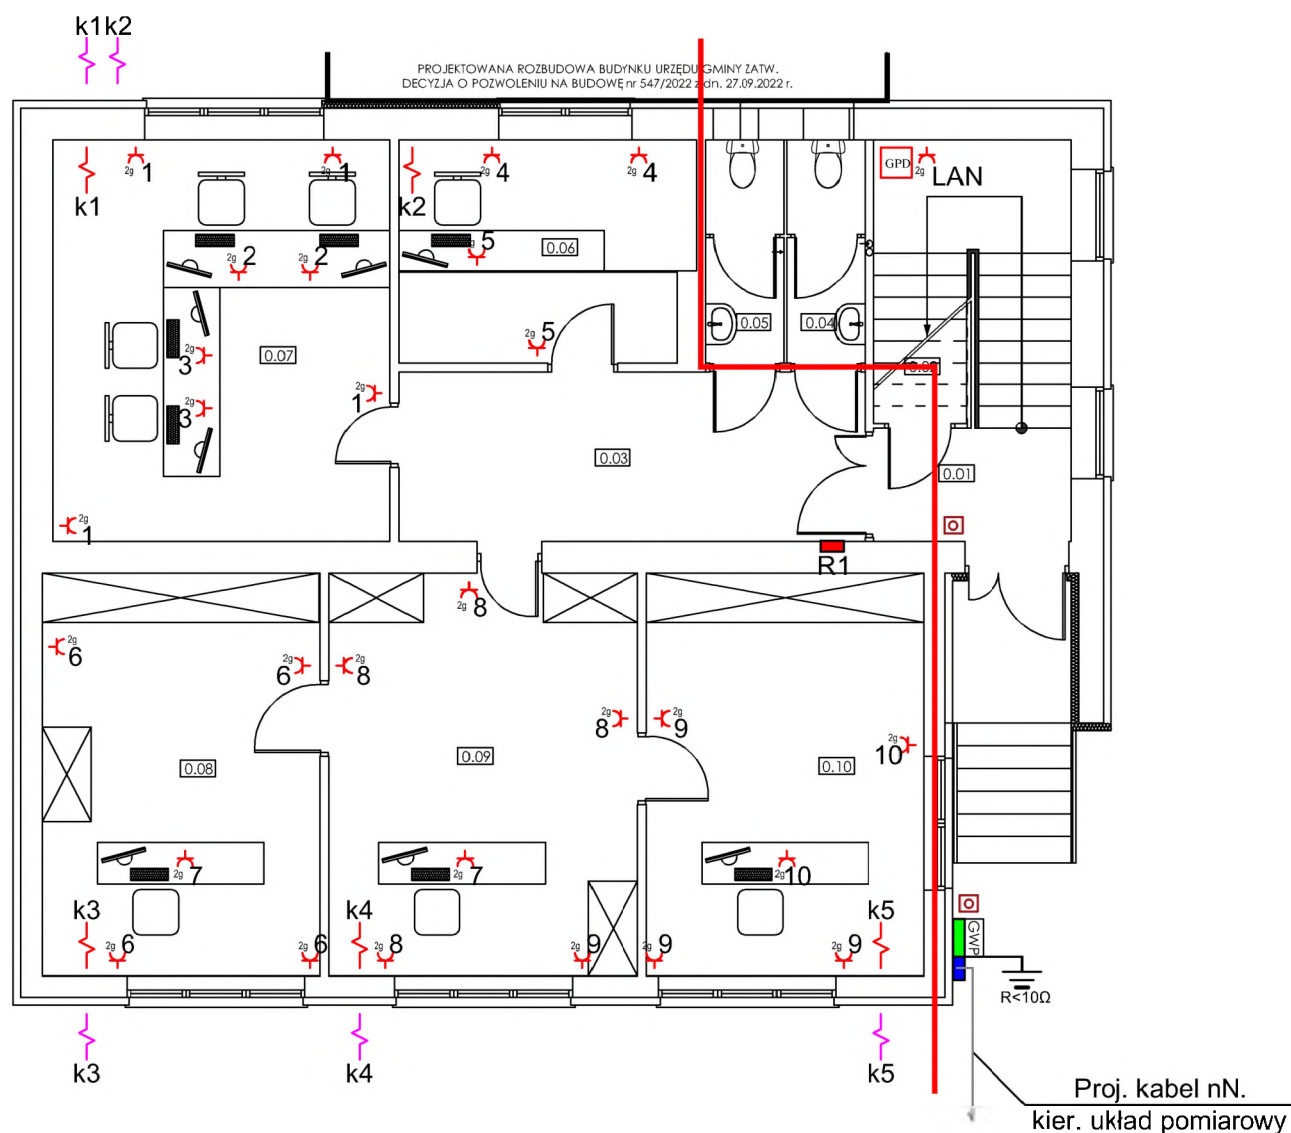 k1 k2
PROJEKTOWANA ROZBUDOWA BUDYNKU URZĘDU GMINY ZATW.
DECYZJA O POZWOLENIU NA BUDOWĘ nr 547/2022 z dn. 27.09.2022 r.
k1
2g 1
2g 1
k2
2g 4
2g 4
GPD
2g
LAN
2g 2
2g 2
2g 5
0.06
2g 3
0.07
2g 5
0.05
0.04
0.02
2g 3
1 2g
0.03
0.01
2g 1
R1
2g 8
2g 6
2g 6
2g 8
2g 8
2g 9
2g 10
0.08
0.09
0.10
2g 7
2g 7
2g 10
k3
k4
k5
2g 6
2g 6
2g 8
2g 9
2g 9
2g 9
GWP
R<10Ω
k3
k4
k5
Proj. kabel nN.
kier. układ pomiarowy